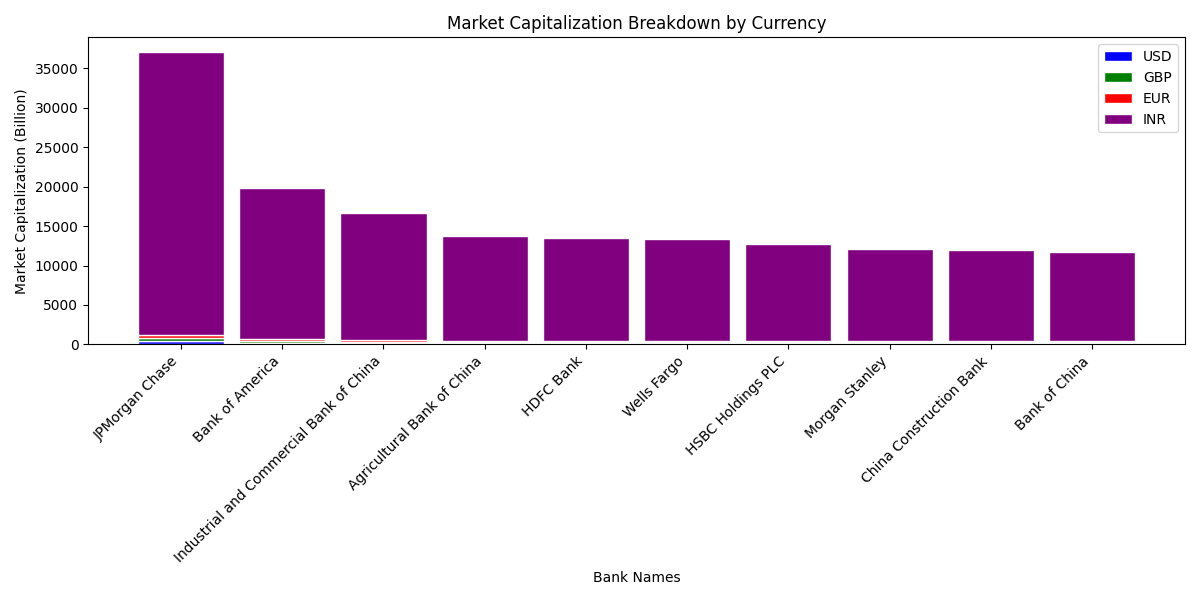 Market Capitalization Breakdown by Currency
Market Capitalization (Billion)
35000
30000
25000
20000
15000
10000
5000
0
USD
GBP
EUR
INR
JPMorgan Chase
Bank of America
Industrial and Commercial Bank of China
Agricultural Bank of China
HDFC Bank
Wells Fargo
HSBC Holdings PLC
Morgan Stanley
China Construction Bank
Bank of China
Bank Names